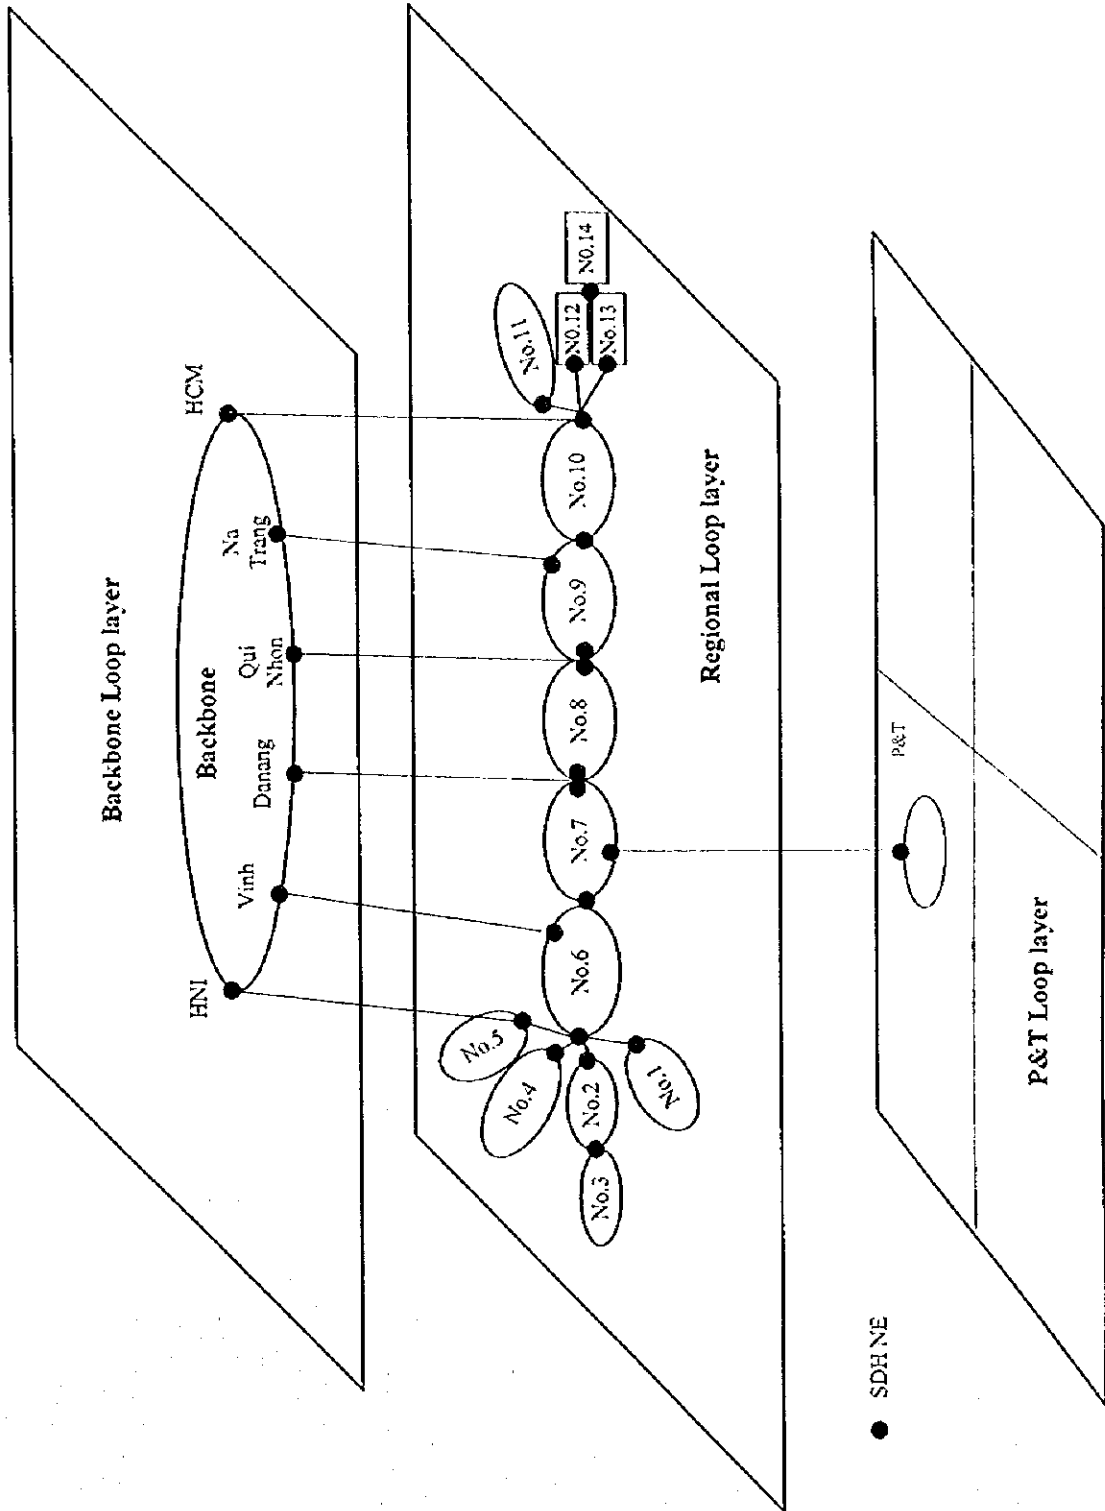 Backbone Loop layer
Backbone
HNI
Vinh
Danang
Qui
Nhon
Na
Trang
HCM
Regional Loop layer
No.1
No.2
No.3
No.4
No.5
No.6
No.7
No.8
No.9
No.10
No.11
NO.12
No.13
NO.14
P&T Loop layer
P&T
SDH NE